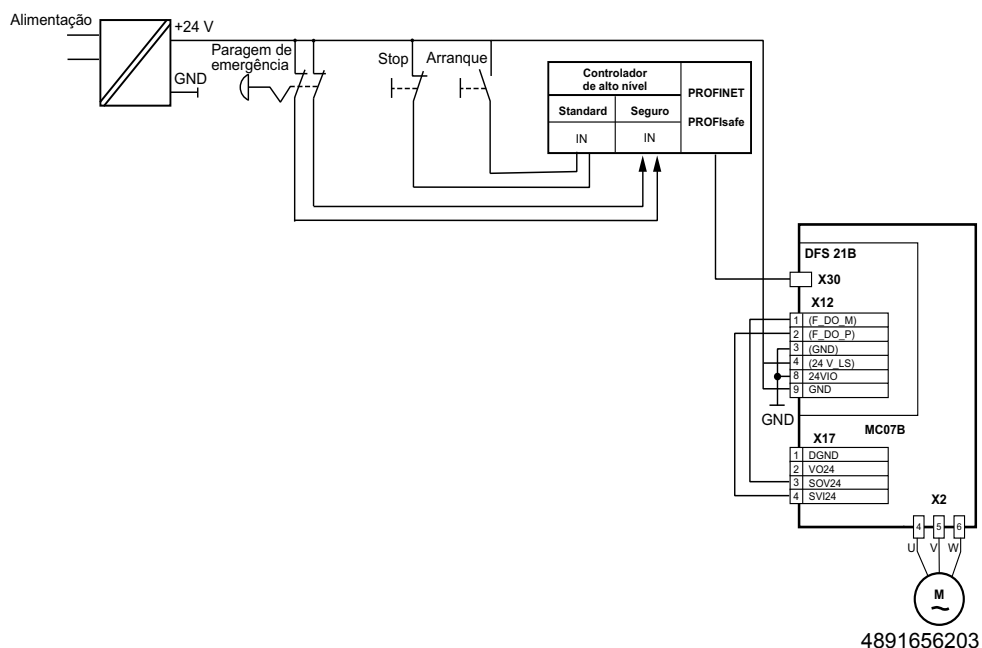 Alimentação
+24 V
GND
Paragem de
emergência
Stop
Arranque
Controlador
de alto nível
Standard
Seguro
IN
IN
PROFINET
PROFIsafe
DFS 21B
X30
X12
1 (F_DO_M)
2 (F_DO_P)
3 (GND)
4 (24 V_LS)
8 24VIO
9 GND
GND
MC07B
X17
1 DGND
2 VO24
3 SOV24
4 SVI24
X2
4 5 6
U V W
M
~
4891656203